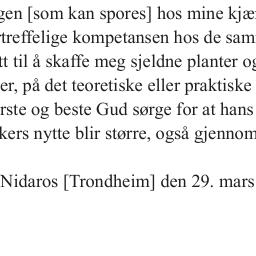 gen [som kan spores] hos mine kjæ
rtreffelige kompetansen hos de sam
tt til å skaffe meg sjeldne planter og
er, på det teoretiske eller praktiske
rste og beste Gud sørge for at hans
kers nytte blir større, også gjennom
Nidaros [Trondheim] den 29. mars